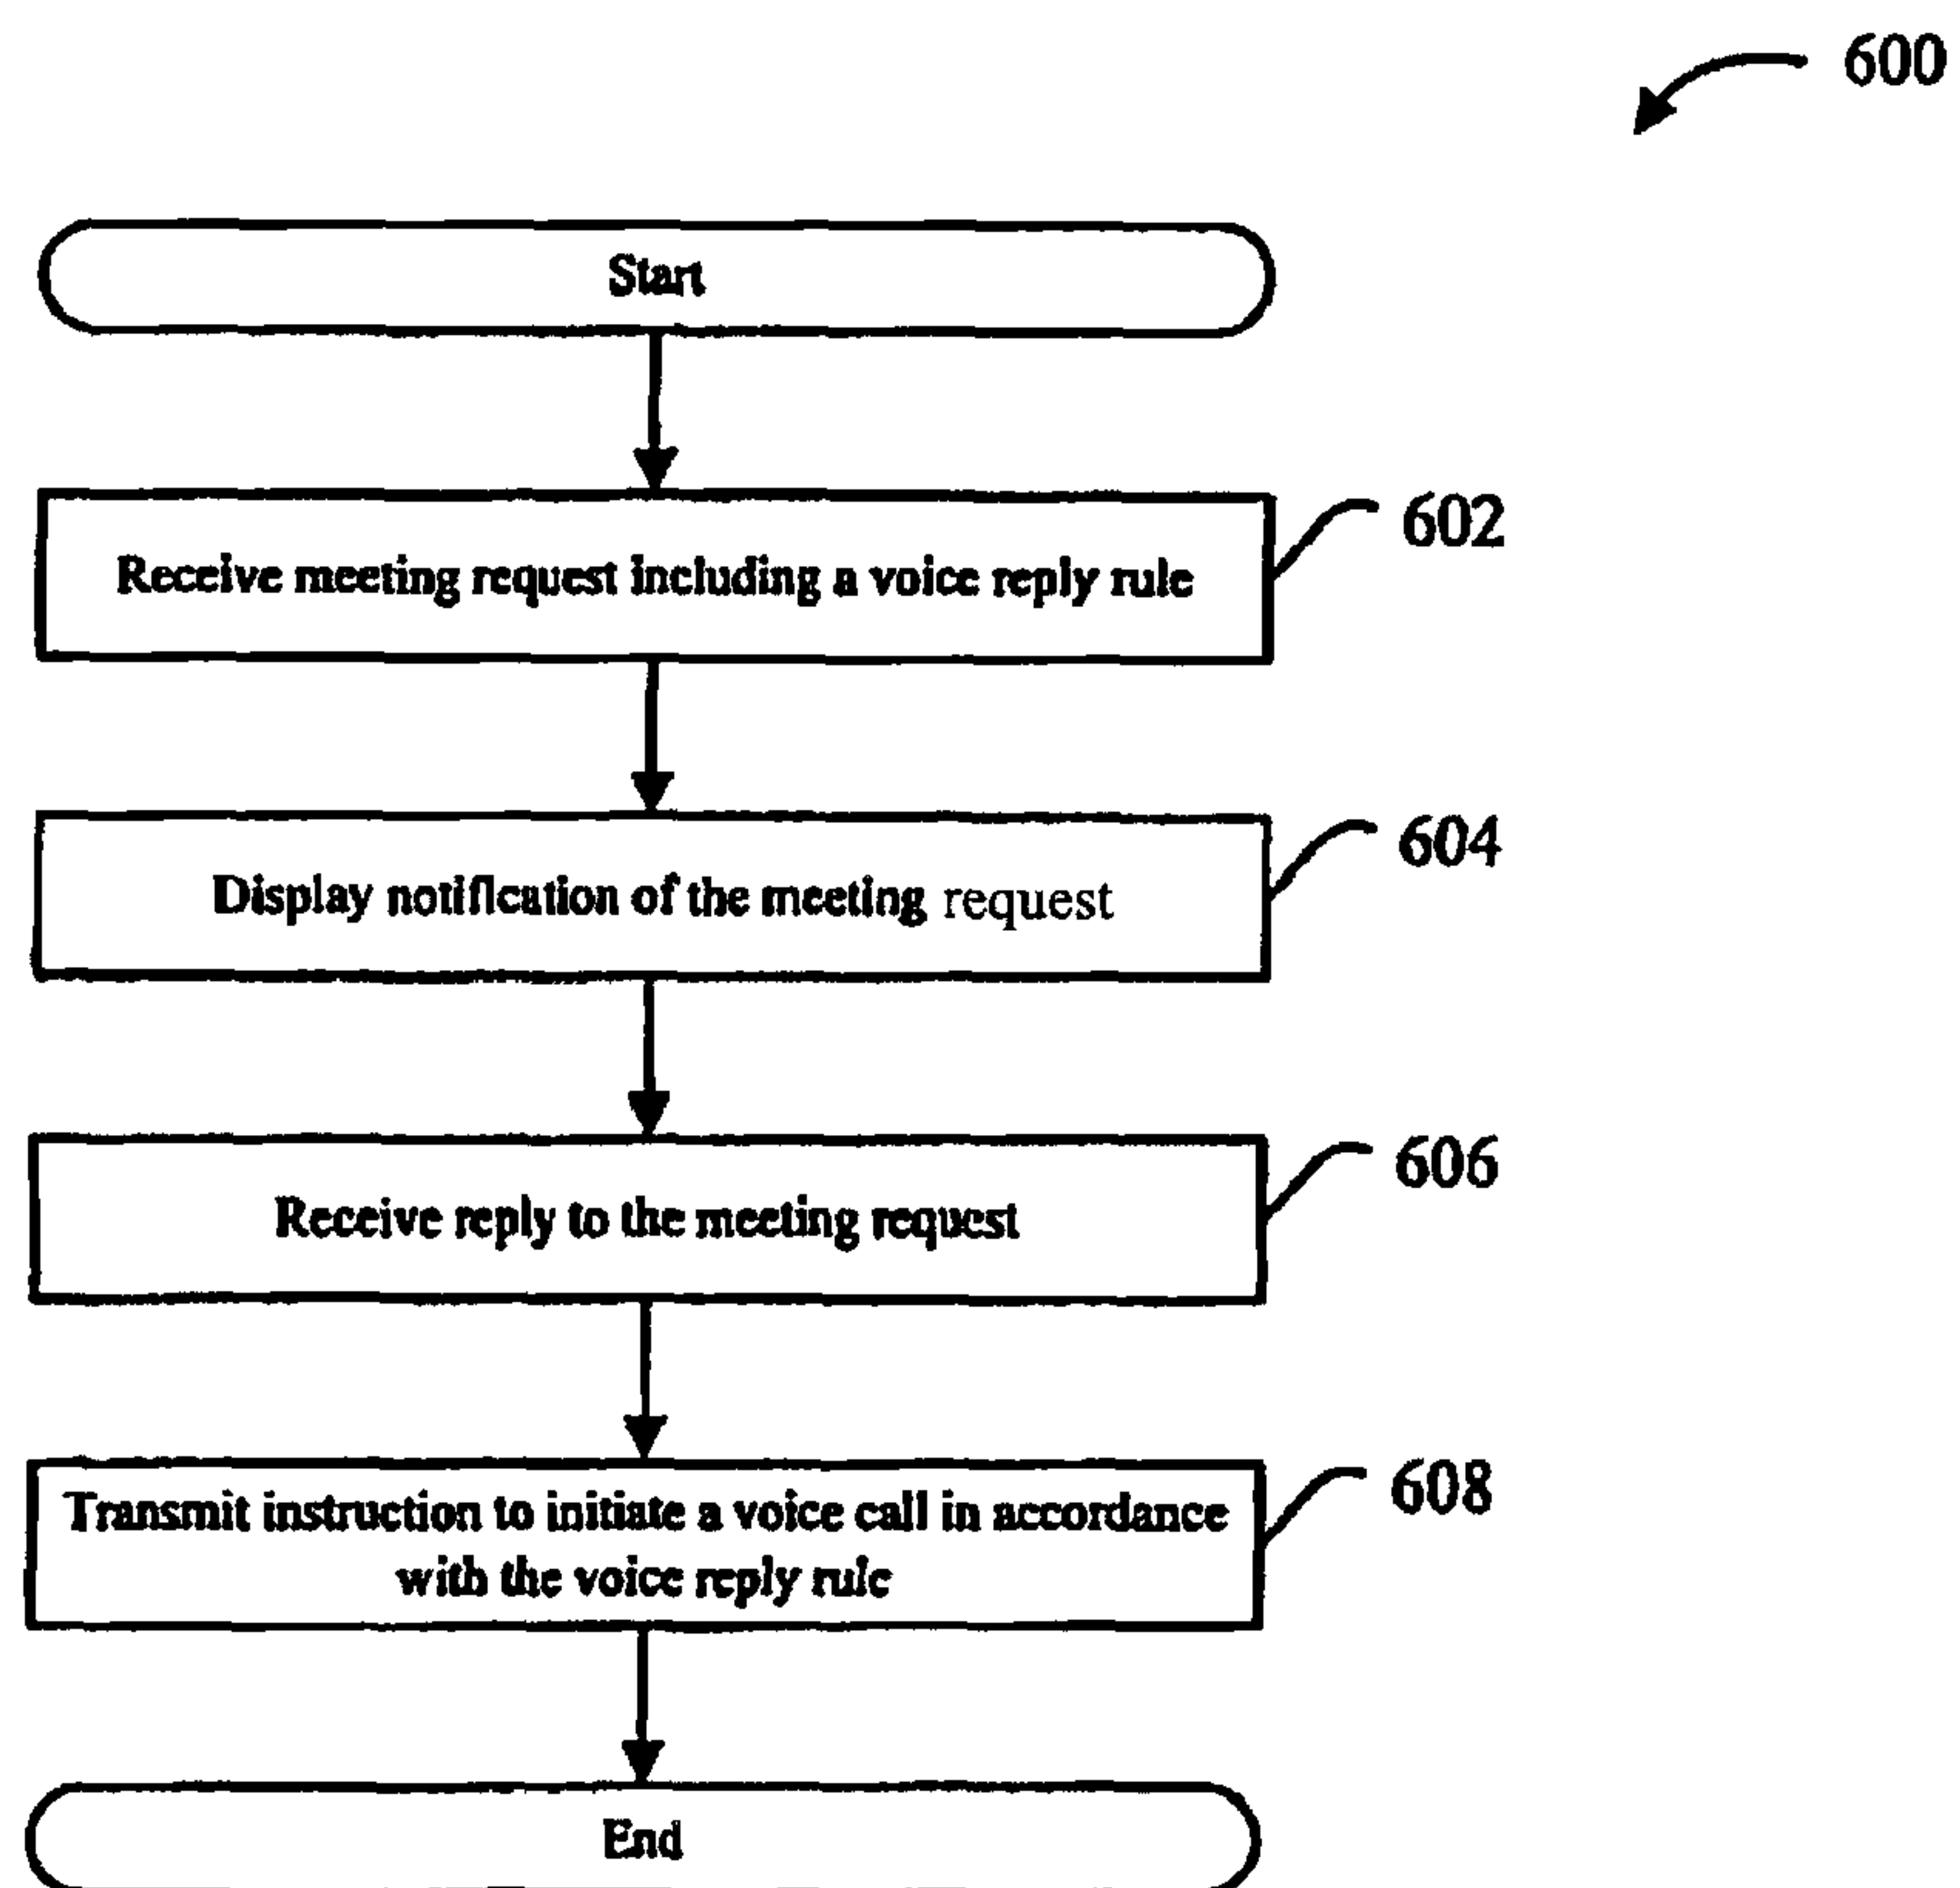 600
Start
Receive meeting request including a voice reply rule
602
Display notification of the meeting request
604
Receive reply to the meeting request
606
Transmit instruction to initiate a voice call in accordance
with the voice reply rule
608
End